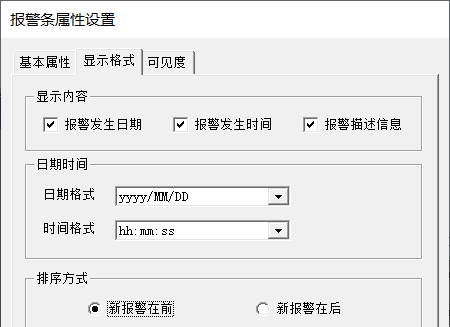 报警条属性设置
基本属性 显示格式 可见度
显示内容
报警发生日期 报警发生时间 报警描述信息
日期时间
日期格式 yyyy/MM/DD
时间格式 hh:mm:ss
排序方式
新报警在前 新报警在后